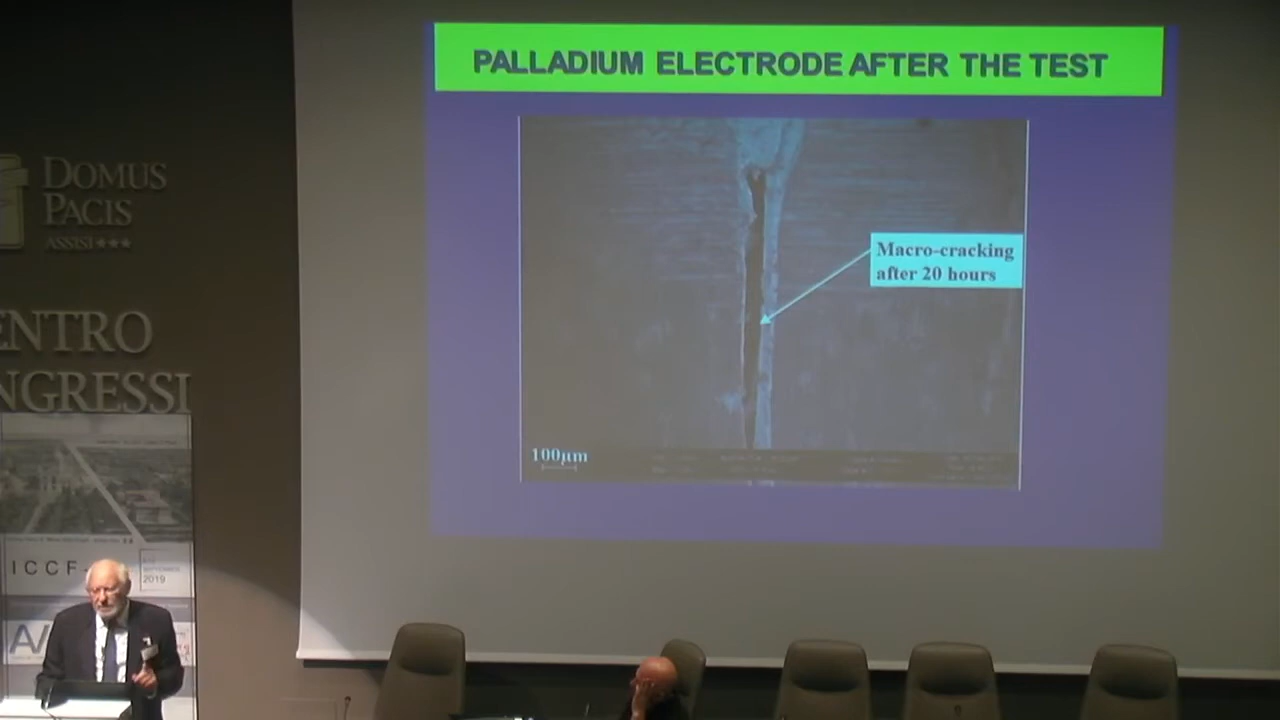 PALLADIUM ELECTRODE AFTER THE TEST
Macro-cracking
after 20 hours
100µm
DOMUS
PACIS
ASSISI★★★
ENTRO
NGRESSI
ICCF-
2019